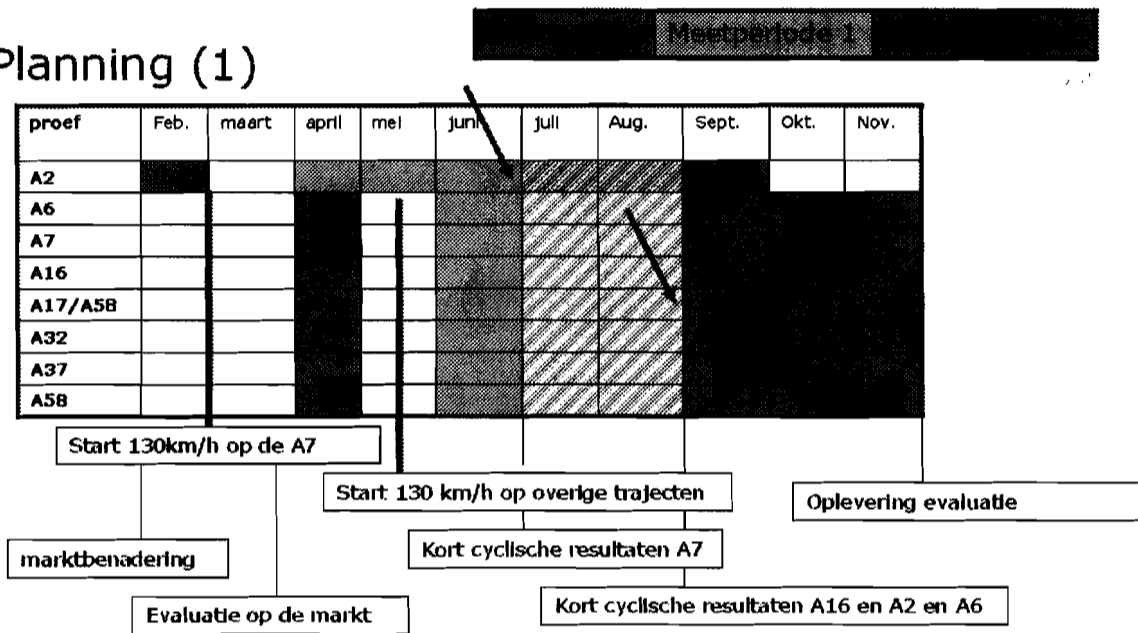 Meetperiode 1
Planning (1)
proef Feb. maart april mei juni juli Aug. Sept. Okt. Nov.
A2
A6
A7
A16
A17/A58
A32
A37
A58
Start 130km/h op de A7
Start 130 km/h op overige trajecten
Oplevering evaluatie
Kort cyclische resultaten A7
marktbenadering
Kort cyclische resultaten A16 en A2 en A6
Evaluatie op de markt